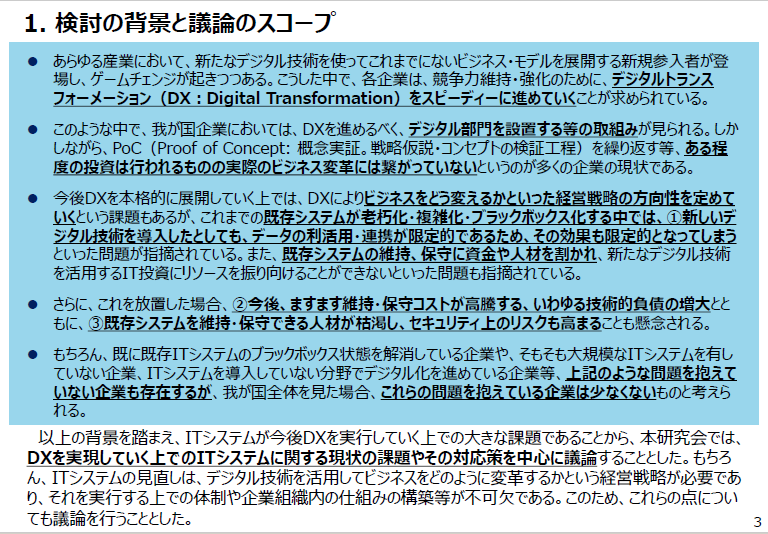 1. 検討の背景と議論のスコープ
● あらゆる産業において、新たなデジタル技術を使ってこれまでにないビジネス・モデルを展開する新規参入者が登
場し、ゲームチェンジが起きつつある。こうした中で、各企業は、競争力維持・強化のために、デジタルトランス
フォーメーション（DX：Digital Transformation）をスピーディーに進めていくことが求められている。
● このような中で、我が国企業においては、DXを進めるべく、デジタル部門を設置する等の取組みが見られる。しか
しながら、PoC（Proof of Concept: 概念実証。戦略仮説・コンセプトの検証工程）を繰り返す等、ある程
度の投資は行われるものの実際のビジネス変革には繋がっていないというのが多くの企業の現状である。
● 今後DXを本格的に展開していく上では、DXによりビジネスをどう変えるかといった経営戦略の方向性を定めて
いくという課題もあるが、これまでの既存システムが老朽化・複雑化・ブラックボックス化する中では、①新しいデ
ジタル技術を導入したとしても、データの利活用・連携が限定的であるため、その効果も限定的となってしまう
といった問題が指摘されている。また、既存システムの維持、保守に資金や人材を割かれ、新たなデジタル技術
を活用するIT投資にリソースを振り向けることができないといった問題も指摘されている。
● さらに、これを放置した場合、②今後、ますます維持・保守コストが高騰する、いわゆる技術的負債の増大とと
もに、③既存システムを維持・保守できる人材が枯渇し、セキュリティ上のリスクも高まることも懸念される。
● もちろん、既に既存ITシステムのブラックボックス状態を解消している企業や、そもそも大規模なITシステムを有し
ていない企業、ITシステムを導入していない分野でデジタル化を進めている企業等、上記のような問題を抱えて
いない企業も存在するが、我が国全体を見た場合、これらの問題を抱えている企業は少なくないものと考えら
れる。
以上の背景を踏まえ、ITシステムが今後DXを実行していく上での大きな課題であることから、本研究会では、
DXを実現していく上でのITシステムに関する現状の課題やその対応策を中心に議論することとした。もちろ
ん、ITシステムの見直しは、デジタル技術を活用してビジネスをどのように変革するかという経営戦略が必要であ
り、それを実行する上での体制や企業組織内の仕組みの構築等が不可欠である。このため、これらの点につい
ても議論を行うこととした。
3